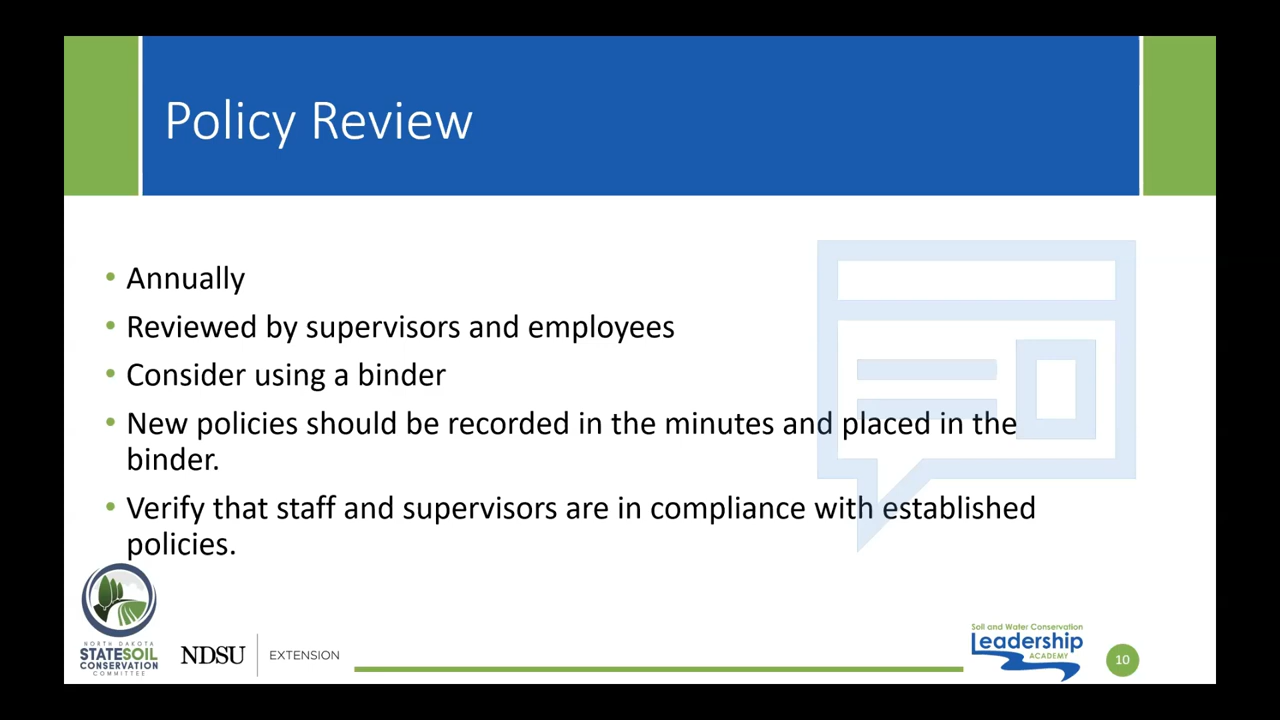 Policy Review
• Annually
• Reviewed by supervisors and employees
• Consider using a binder
• New policies should be recorded in the minutes and placed in the
binder.
• Verify that staff and supervisors are in compliance with established
policies.
NORTH DAKOTA
STATESOIL
CONSERVATION
COMMITTEE
NDSU EXTENSION
Soil and Water Conservation
Leadership
ACADEMY
10